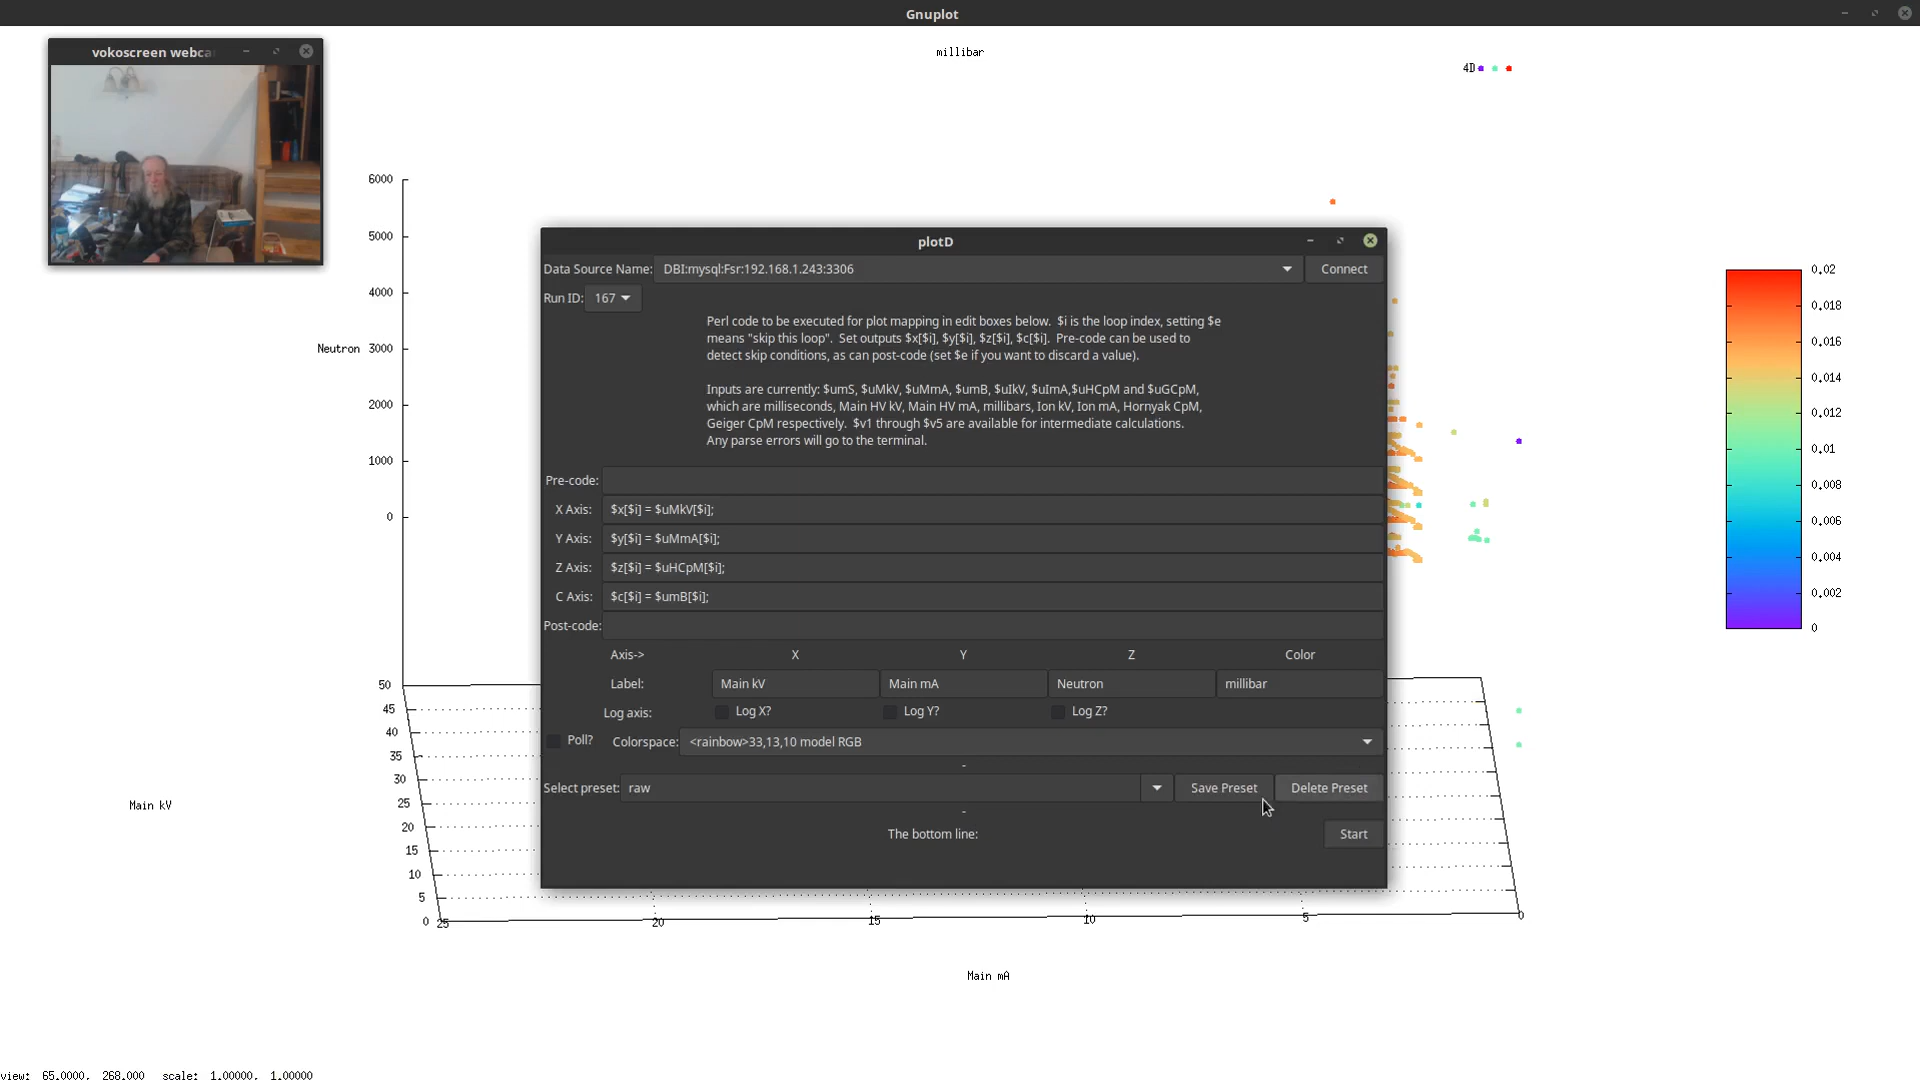 Gnuplot
vokoscreen webca
millibar
4D
6000
5000
4000
Neutron 3000
2000
1000
0
50
45
40
35
30
25
20
15
10
5
0
Main kV
25
20
15
10
5
0
Main mA
0.02
0.018
0.016
0.014
0.012
0.01
0.008
0.006
0.004
0.002
0
plotD
Data Source Name: DBI:mysql:Fsr:192.168.1.243:3306 Connect
Run ID: 167
Perl code to be executed for plot mapping in edit boxes below. $i is the loop index, setting $e
means "skip this loop". Set outputs $x[$i], $y[$i], $z[$i], $c[$i]. Pre-code can be used to
detect skip conditions, as can post-code (set $e if you want to discard a value).
Inputs are currently: $umS, $uMkV, $uMmA, $umB, $uIkV, $uImA,$uHCpM and $uGCpM,
which are milliseconds, Main HV kV, Main HV mA, millibars, Ion kV, Ion mA, Hornyak CpM,
Geiger CpM respectively. $v1 through $v5 are available for intermediate calculations.
Any parse errors will go to the terminal.
Pre-code:
X Axis: $x[$i] = $uMkV[$i];
Y Axis: $y[$i] = $uMmA[$i];
Z Axis: $z[$i] = $uHCpM[$i];
C Axis: $c[$i] = $umB[$i];
Post-code:
Axis-> X Y Z Color
Label: Main kV Main mA Neutron millibar
Log axis: Log X? Log Y? Log Z?
Poll? Colorspace: <rainbow>33,13,10 model RGB
-
Select preset: raw Save Preset Delete Preset
-
The bottom line: Start
view: 65.0000, 268.000 scale: 1.00000, 1.00000